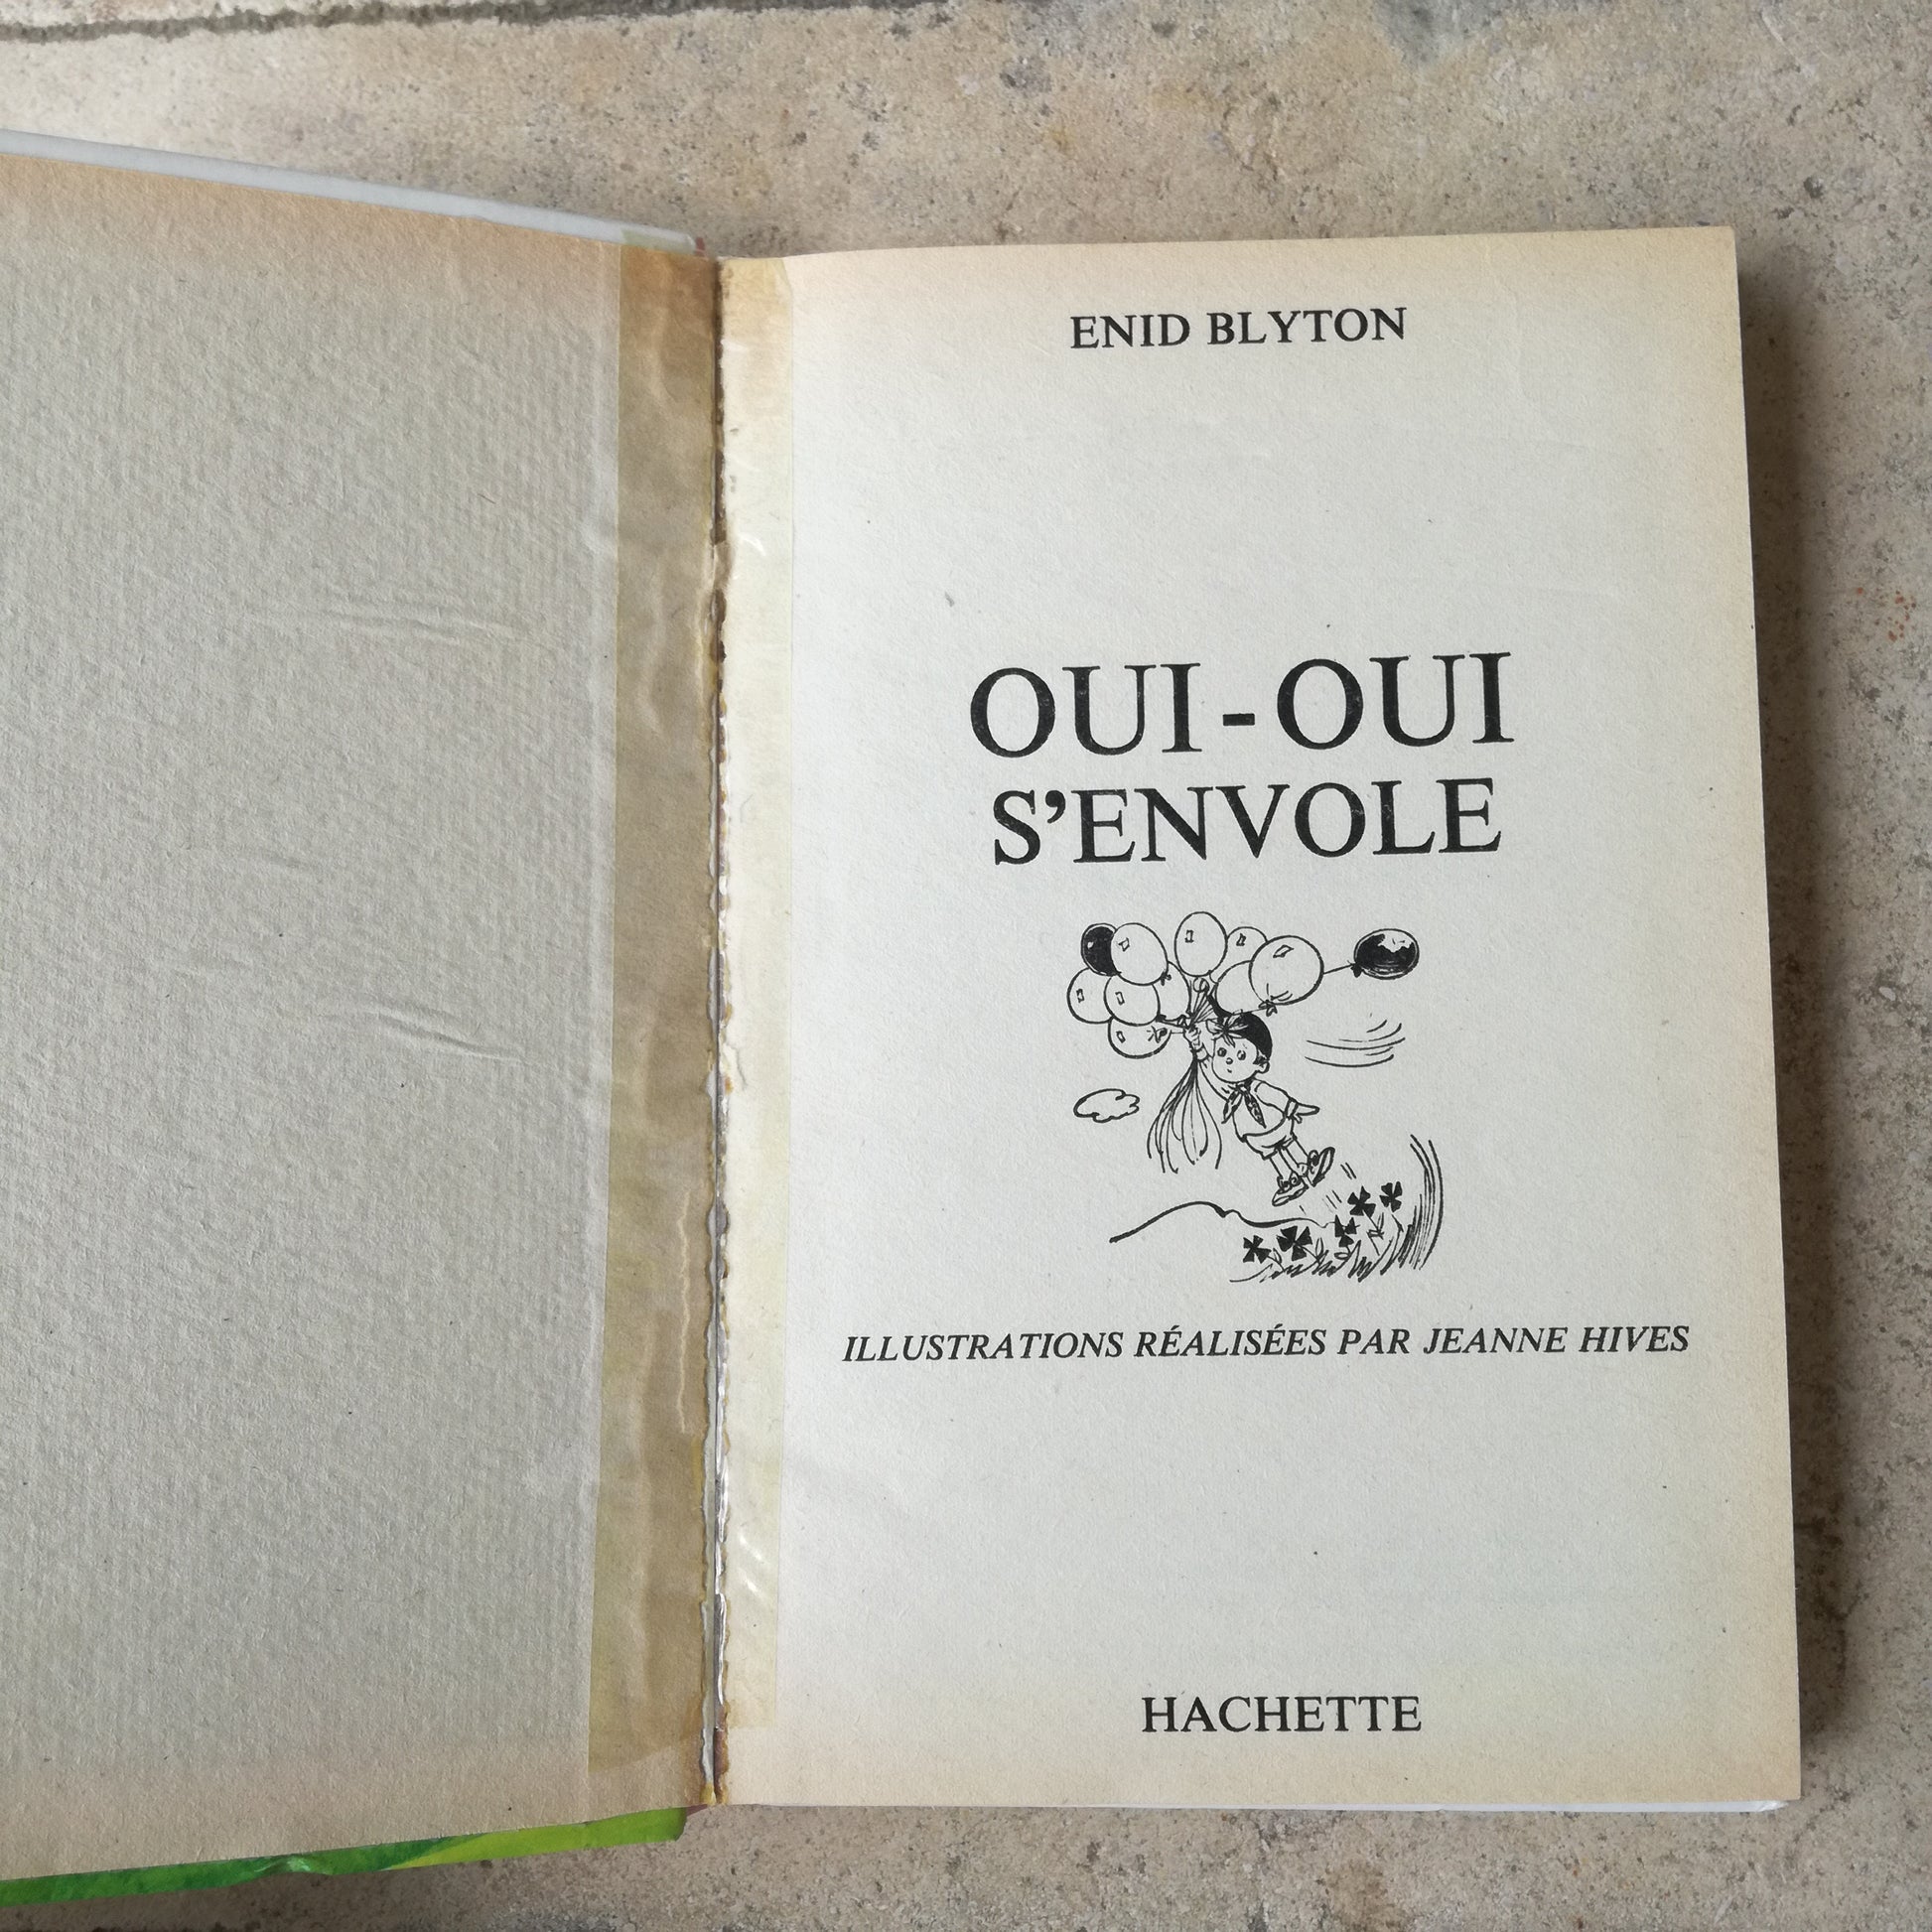 ENID BLYTON
OUI-OUI
S'ENVOLE
ILLUSTRATIONS RÉALISÉES PAR JEANNE HIVES
HACHETTE